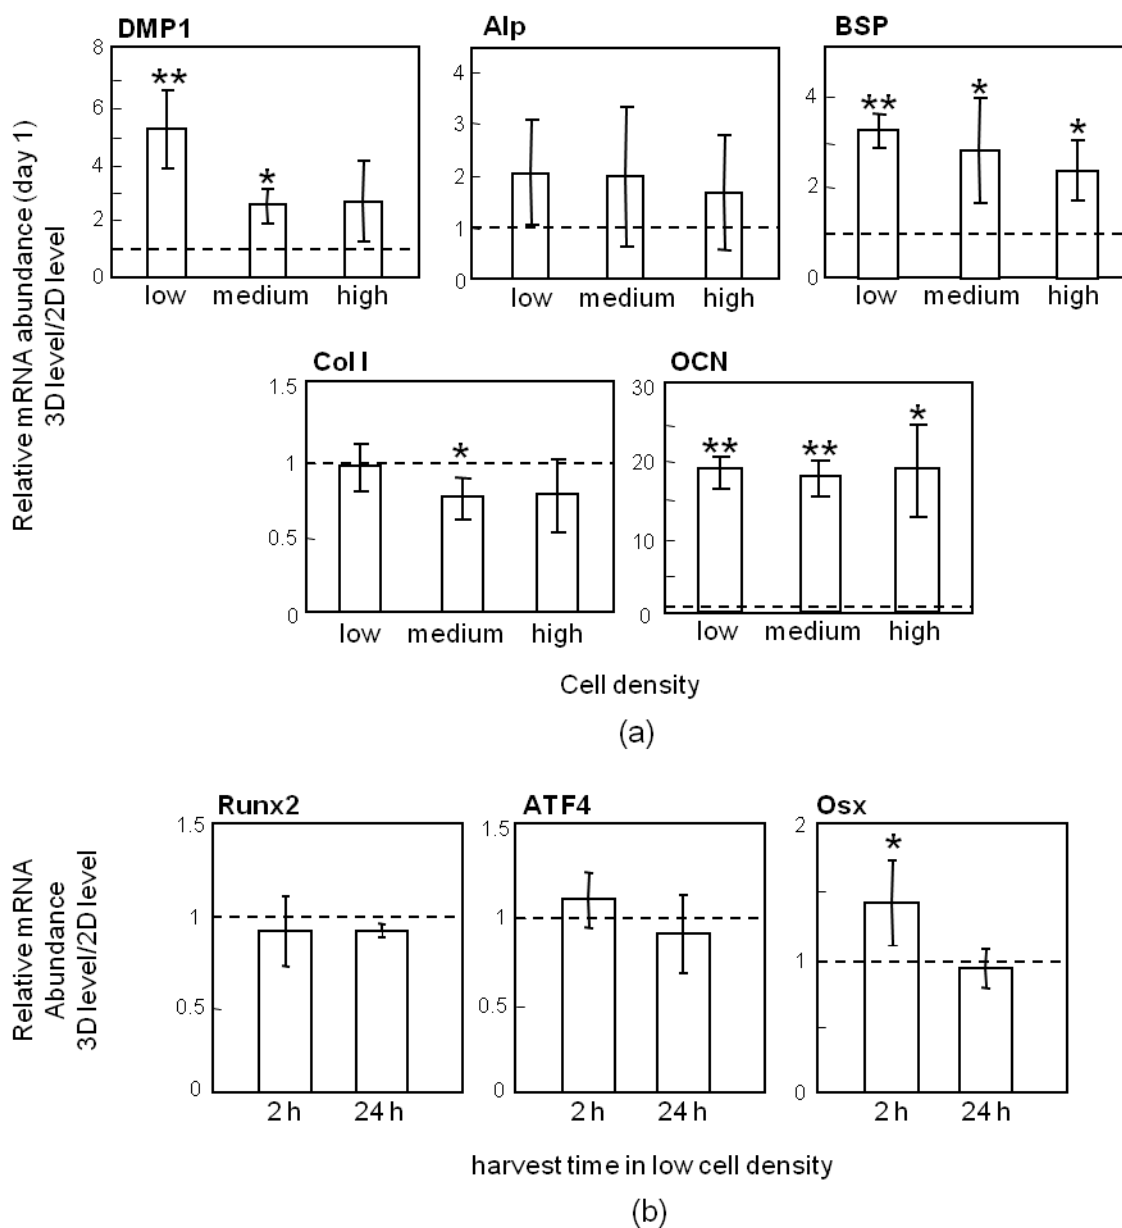 DMP1
Alp
BSP
Relative mRNA abundance (day 1)
3D level/2D level
8
6
4
2
0
**
*
low medium high
4
3
2
1
0
low medium high
4
2
0
**
*
*
low medium high
Col I
OCN
1.5
1
0.5
0
*
low medium high
30
20
10
0
**
**
*
low medium high
Cell density
(a)
Runx2
ATF4
Osx
Relative mRNA
Abundance
3D level/2D level
1.5
1
0.5
0
2 h 24 h
1.5
1
0.5
0
2 h 24 h
2
1
0
*
2 h 24 h
harvest time in low cell density
(b)